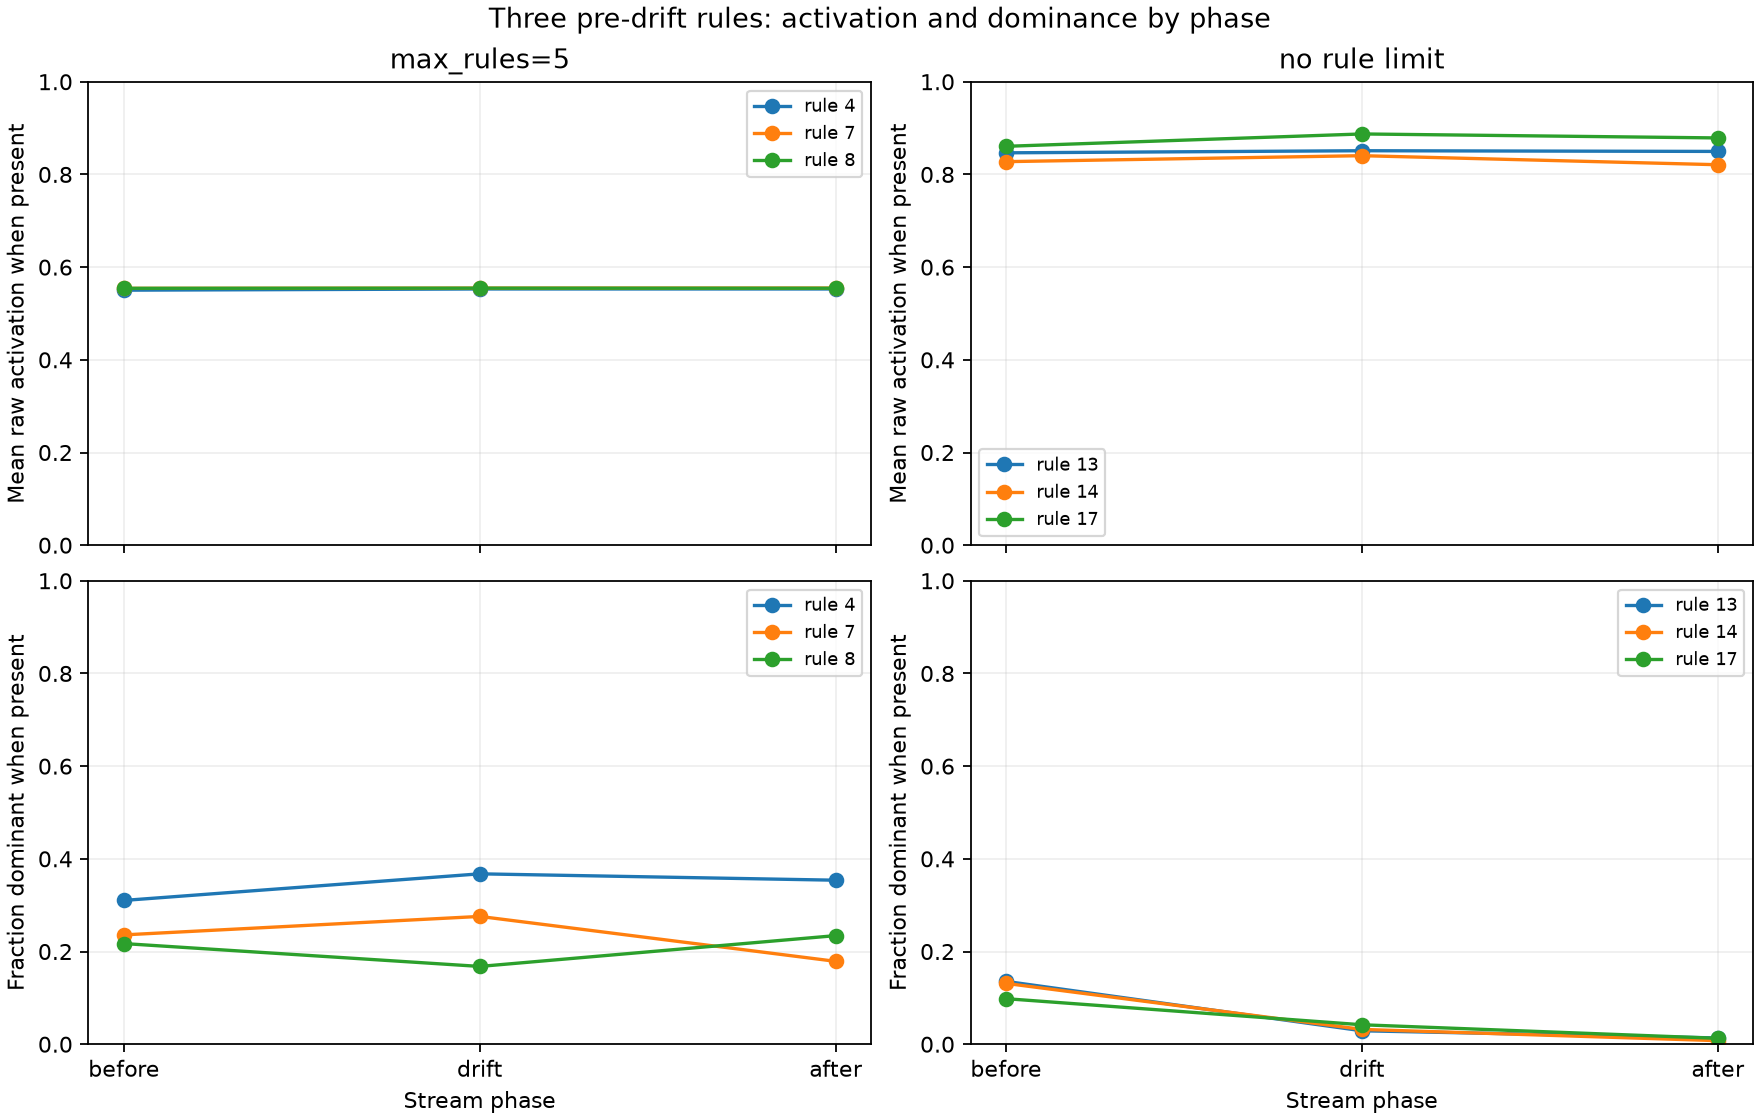 Three pre-drift rules: activation and dominance by phase
max_rules=5
Mean raw activation when present
1.0
0.8
0.6
0.4
0.2
0.0
rule 4
rule 7
rule 8
no rule limit
Mean raw activation when present
1.0
0.8
0.6
0.4
0.2
0.0
rule 13
rule 14
rule 17
Fraction dominant when present
1.0
0.8
0.6
0.4
0.2
0.0
rule 4
rule 7
rule 8
before drift after
Stream phase
Fraction dominant when present
1.0
0.8
0.6
0.4
0.2
0.0
rule 13
rule 14
rule 17
before drift after
Stream phase